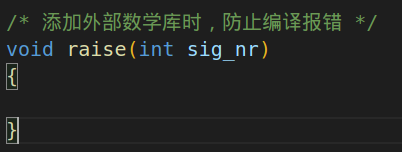 /* 添加外部数学库时，防止编译报错 */
void raise(int sig_nr)
{
}